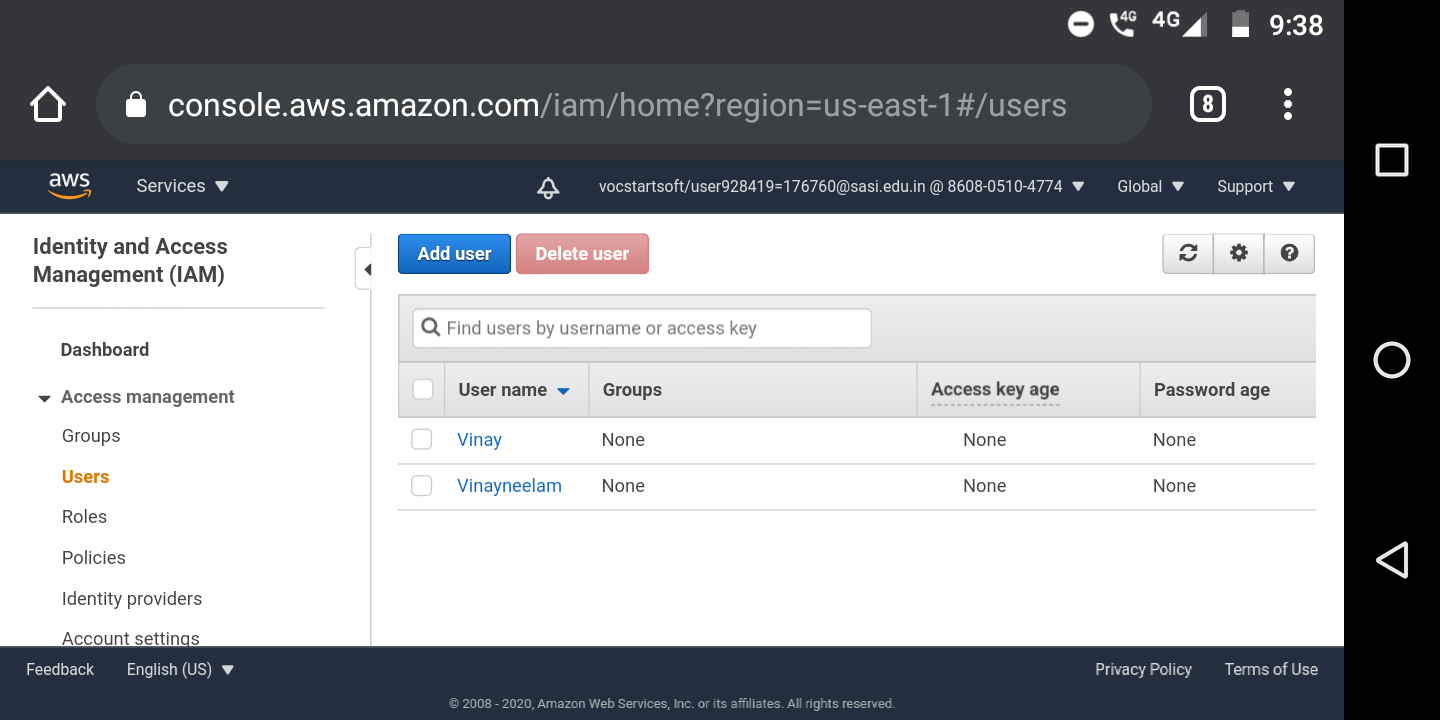 4G 4G 9:38
console.aws.amazon.com/iam/home?region=us-east-1#/users 8
aws Services vocstartsoft/user928419=176760@sasi.edu.in @ 8608-0510-4774 Global Support
Identity and Access
Management (IAM)
Dashboard
Access management
Groups
Users
Roles
Policies
Identity providers
Account settings
Add user Delete user
Find users by username or access key
User name Groups Access key age Password age
Vinay None None None
Vinayneelam None None None
Feedback English (US) Privacy Policy Terms of Use
© 2008 - 2020, Amazon Web Services, Inc. or its affiliates. All rights reserved.